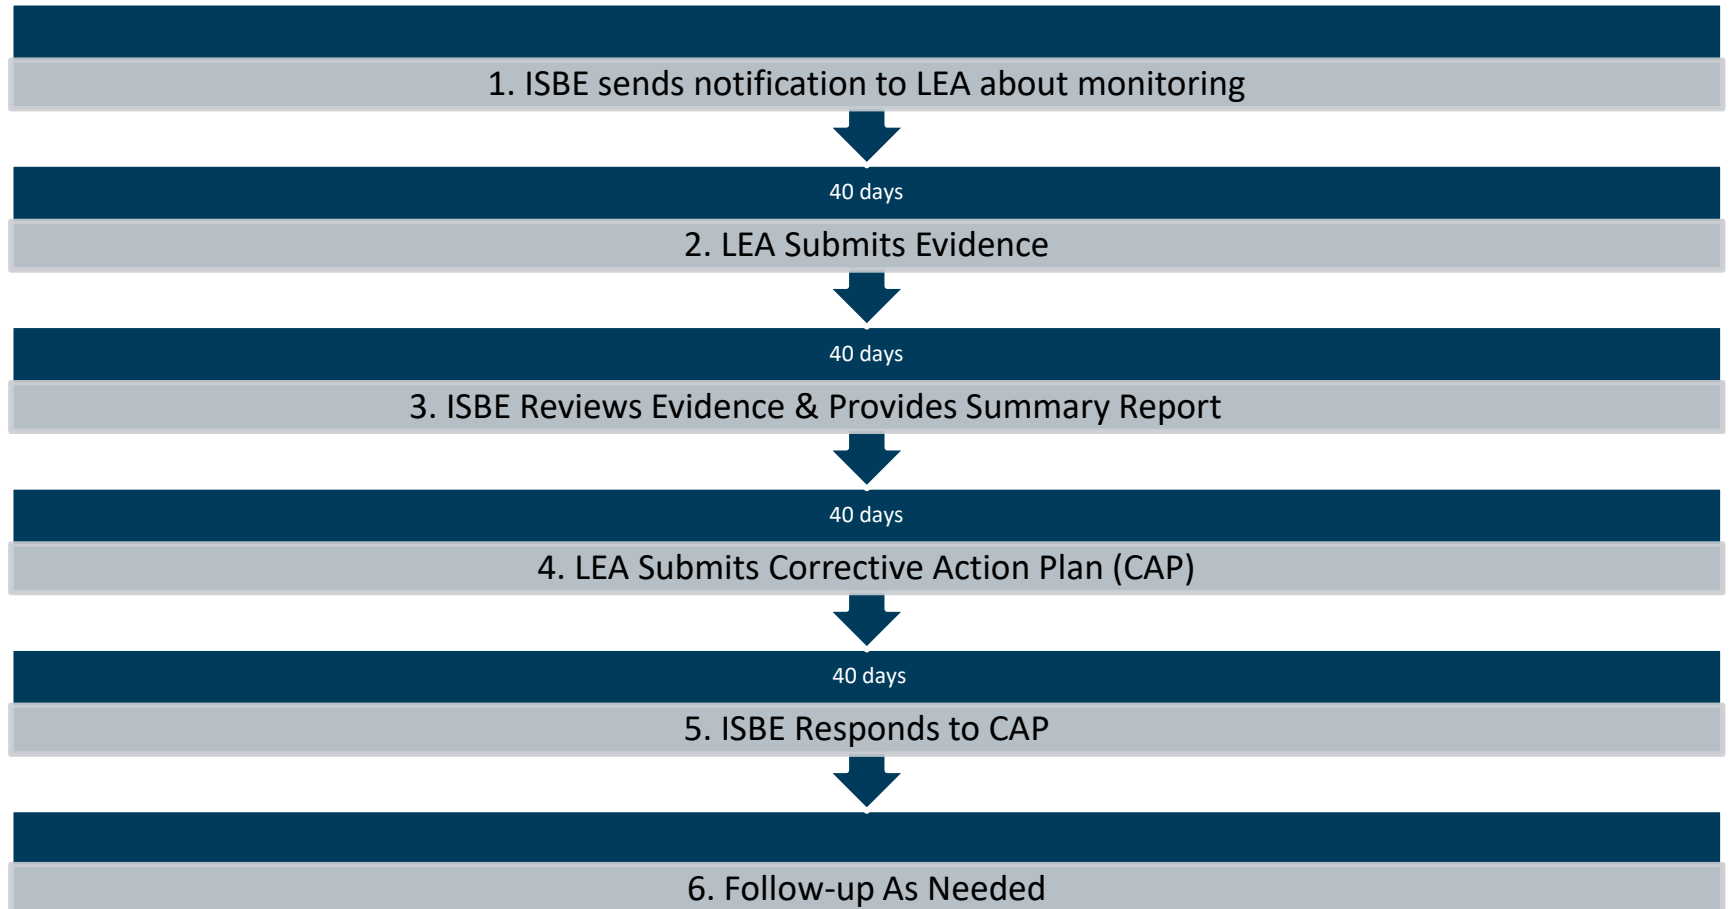 1. ISBE sends notification to LEA about monitoring
40 days
2. LEA Submits Evidence
40 days
3. ISBE Reviews Evidence & Provides Summary Report
40 days
4. LEA Submits Corrective Action Plan (CAP)
40 days
5. ISBE Responds to CAP
6. Follow-up As Needed